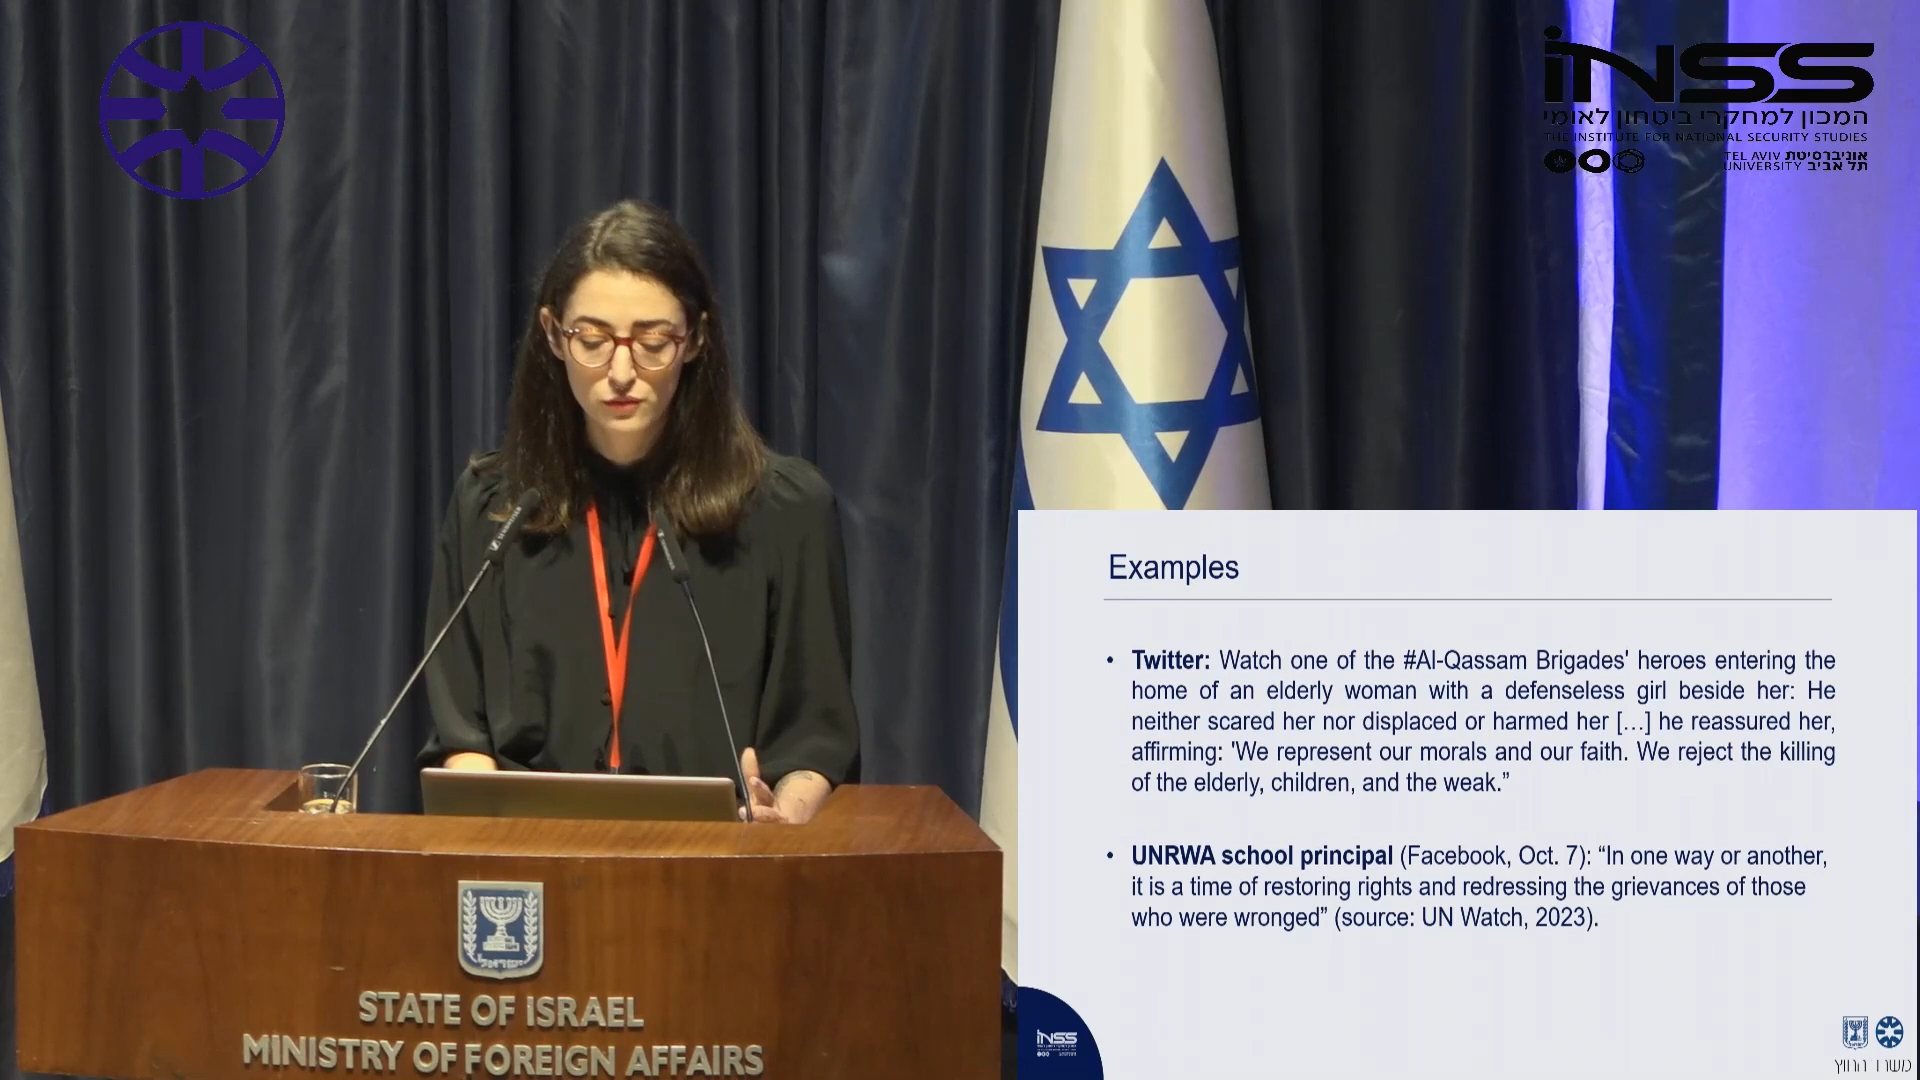 iNSS
המכון למחקרי ביטחון לאומי
THE INSTITUTE FOR NATIONAL SECURITY STUDIES
TEL AVIV אוניברסיטת
UNIVERSITY תל אביב
SENNHEISER
Examples
• Twitter: Watch one of the #Al-Qassam Brigades' heroes entering the
home of an elderly woman with a defenseless girl beside her: He
neither scared her nor displaced or harmed her […] he reassured her,
affirming: 'We represent our morals and our faith. We reject the killing
of the elderly, children, and the weak.”
• UNRWA school principal (Facebook, Oct. 7): “In one way or another,
it is a time of restoring rights and redressing the grievances of those
who were wronged” (source: UN Watch, 2023).
iNSS
משרד החוץ
ישראל
STATE OF iSRAEL
MINISTRY OF FOREIGN AFFAIRS